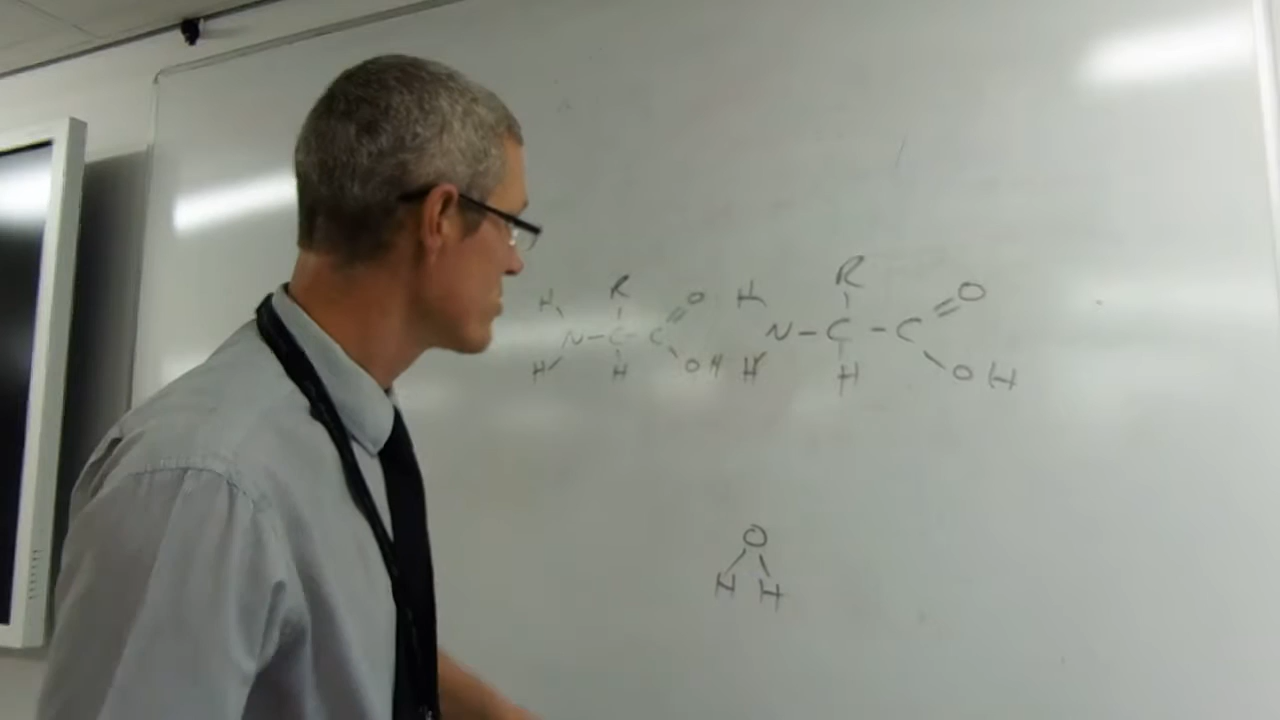 R R
H O H O
N-C-C N-C-C
H H OH H H OH
O
H H